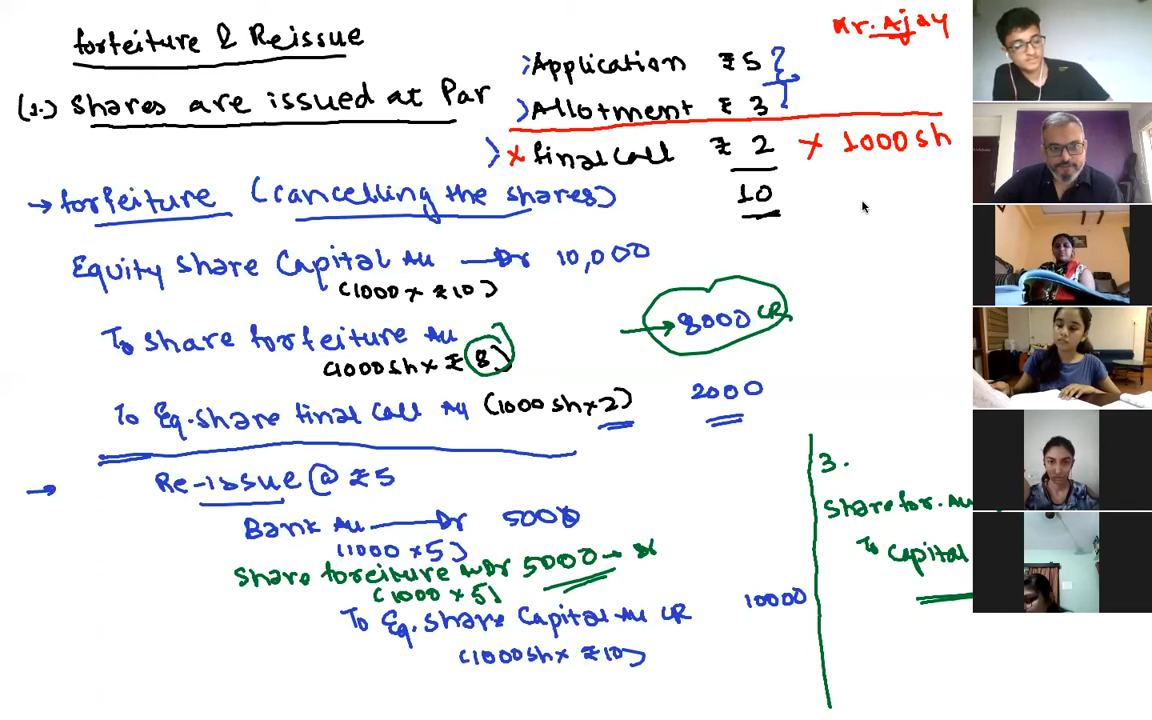 forfeiture & Reissue
Mr. Ajay
(1.) Shares are issued at Par
Application ₹5
Allotment ₹ 3
x final call ₹ 2 x 1000 sh
10
→ forfeiture (cancelling the shares)
Equity Share Capital A/c — Dr 10,000
(1000 x ₹10)
To share forfeiture A/c → 8000 CR
(1000 sh x ₹ 8)
To Eq. share final call A/c (1000 sh x 2) 2000
→ Re-issue @ ₹5
Bank A/c — Dr 5000
(1000 x 5)
Share forfeiture A/c Dr 5000 →
(1000 x 5)
To Eq. Share Capital A/c CR 10000
(1000 sh x ₹10)
3.
Share for. A/c
To Capital